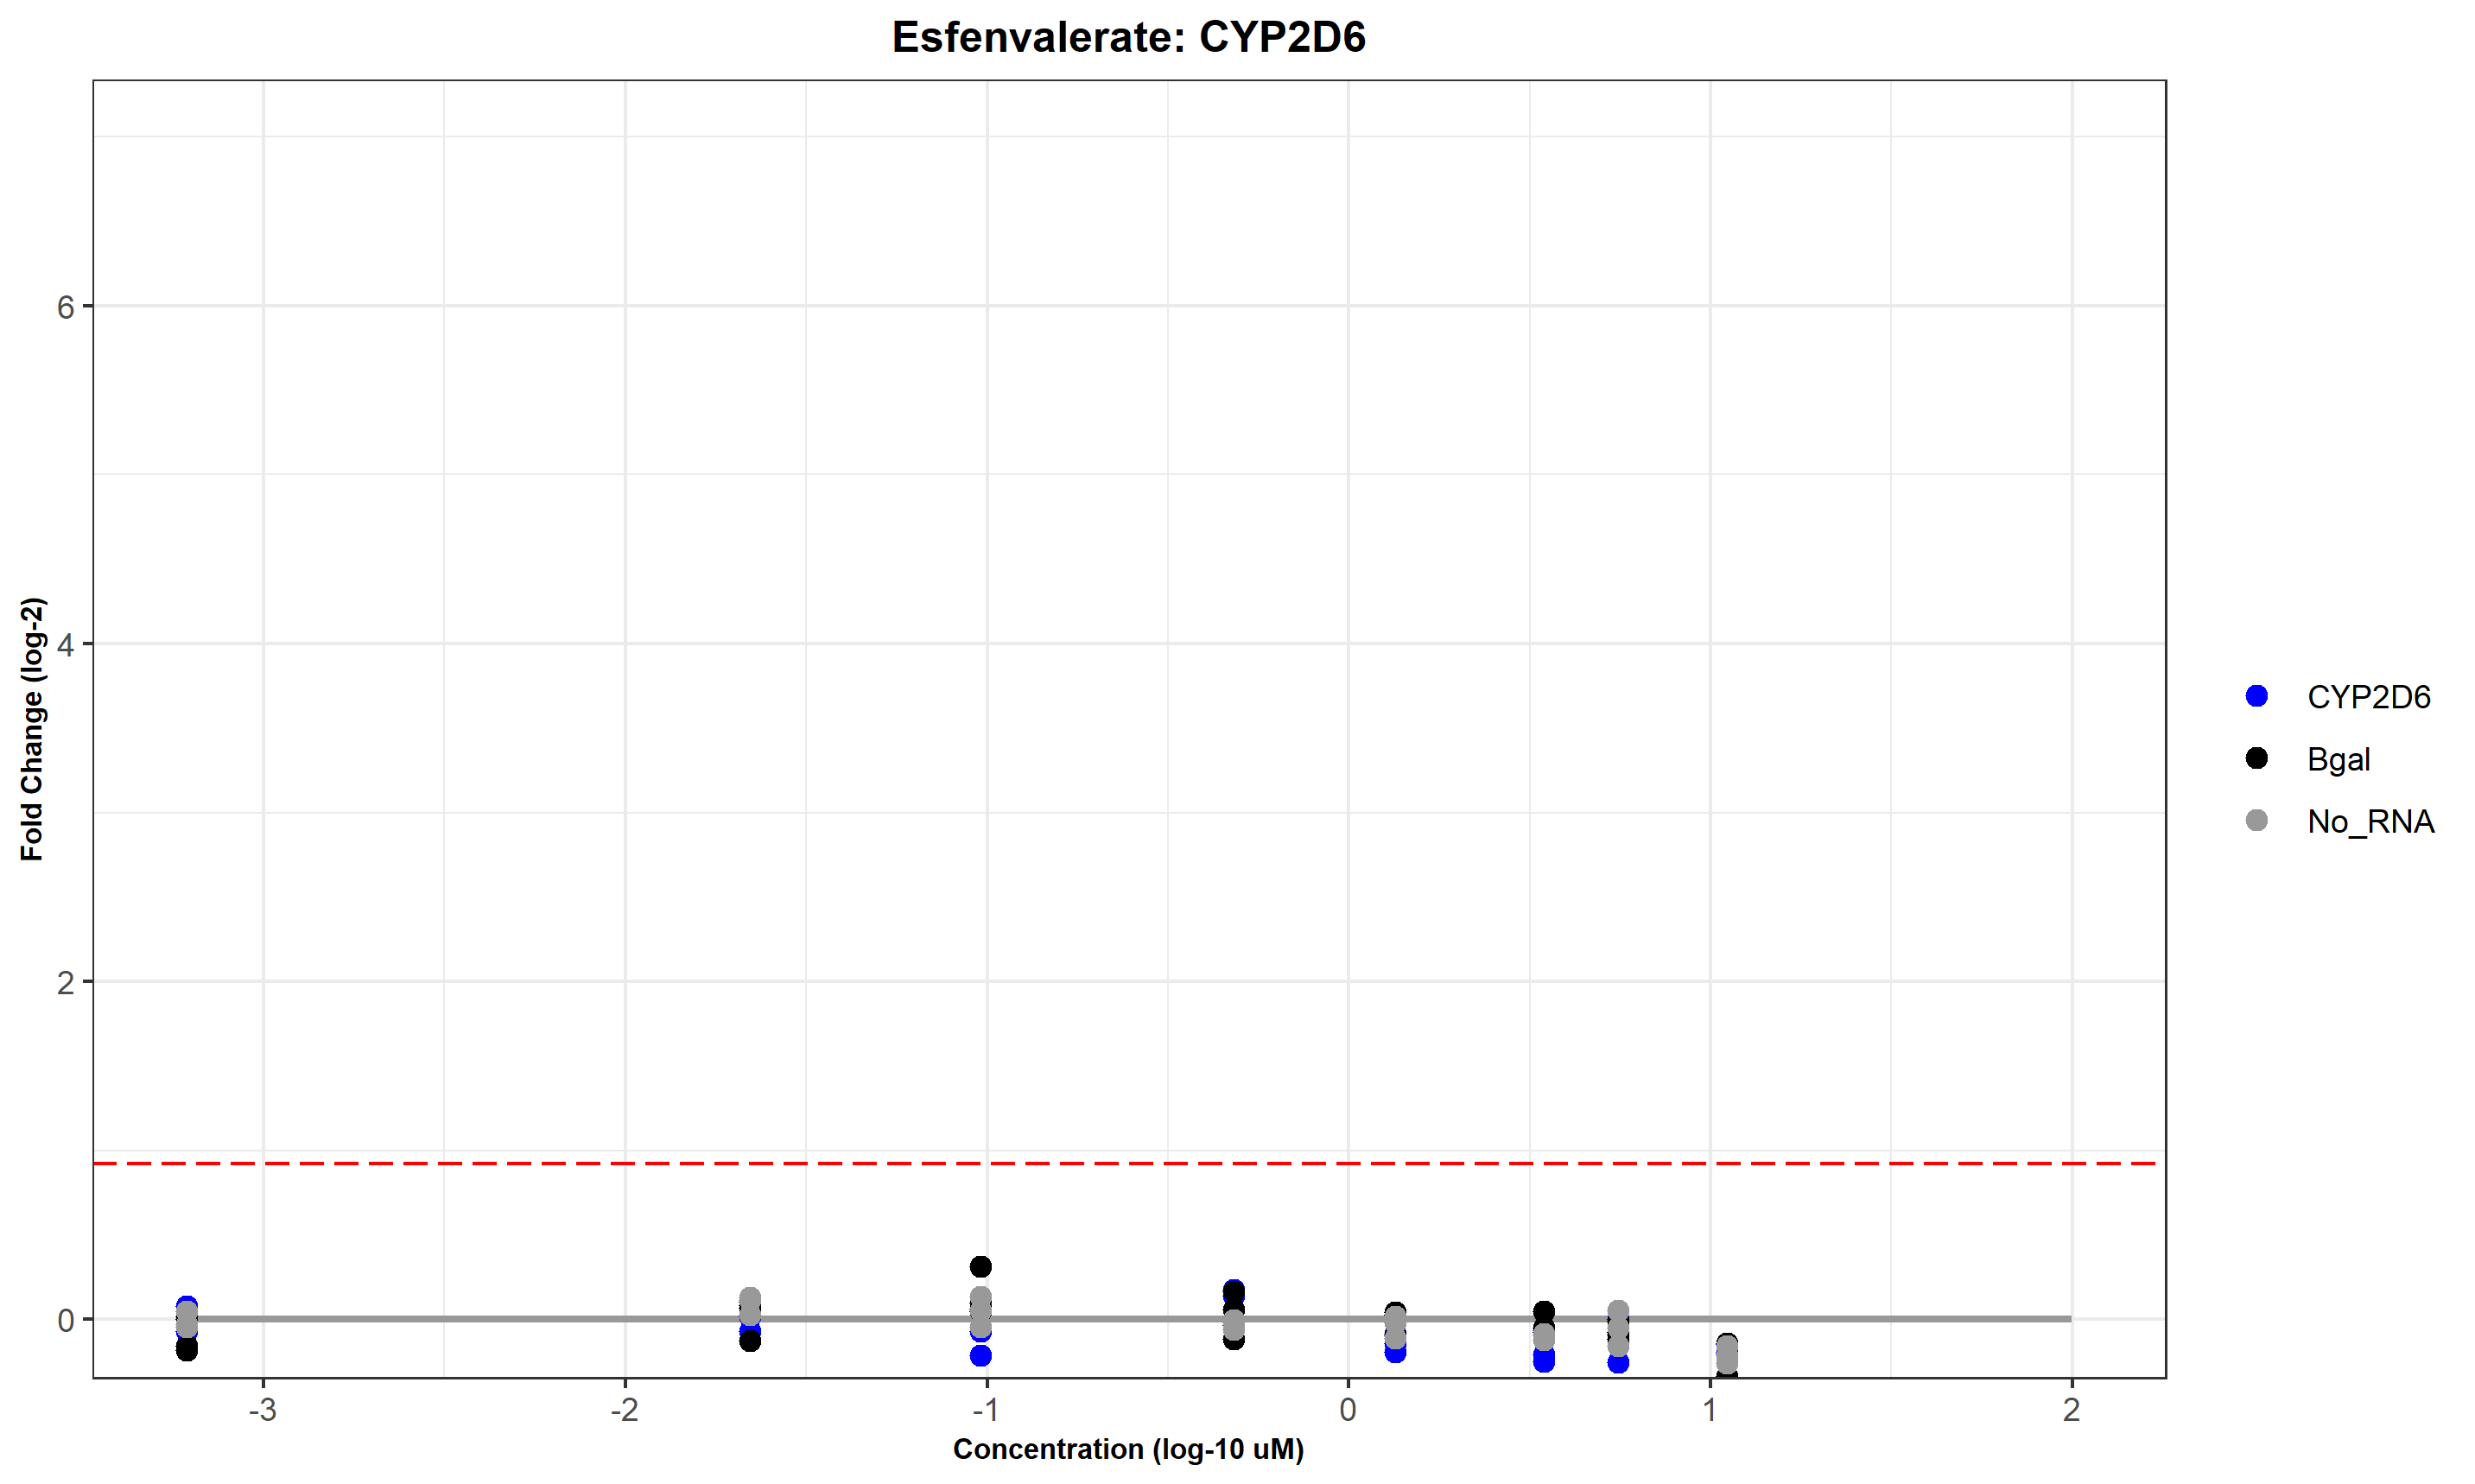 Esfenvalerate: CYP2D6
Fold Change (log-2)
6
4
2
0
-3
-2
-1
0
1
2
Concentration (log-10 uM)
CYP2D6
Bgal
No_RNA